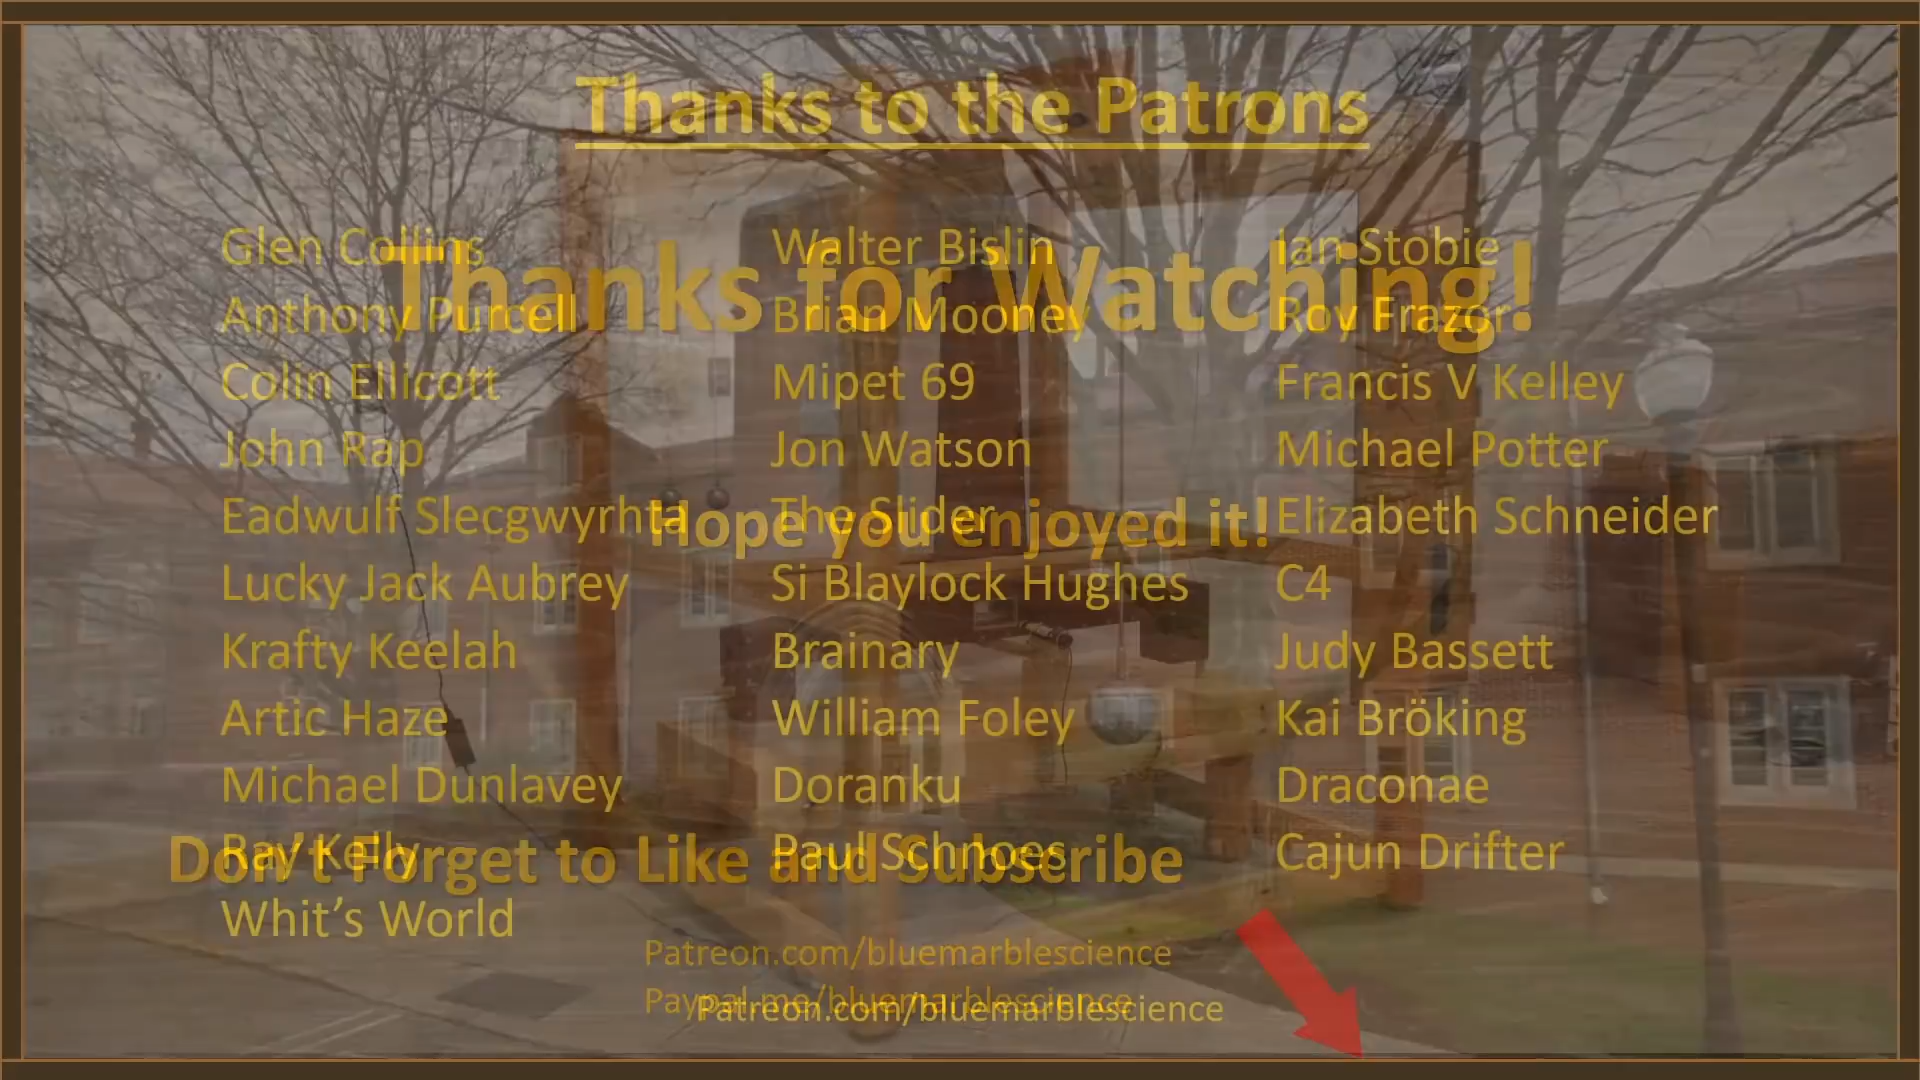 Thanks to the Patrons
Glen Collins
Anthony Purcell
Colin Ellicott
John Rap
Eadwulf Slecgwyrhta
Lucky Jack Aubrey
Krafty Keelah
Artic Haze
Michael Dunlavey
Ray Kelly
Whit’s World
Walter Bislin
Brian Mooney
Mipet 69
Jon Watson
The Slider
Si Blaylock Hughes
Brainary
William Foley
Doranku
Paul Schnoes
Ian Stobie
Roy Frazor
Francis V Kelley
Michael Potter
Elizabeth Schneider
C4
Judy Bassett
Kai Bröking
Draconae
Cajun Drifter
Patreon.com/bluemarblescience
Thanks for Watching!
Hope you enjoyed it!
Don’t Forget to Like and Subscribe
Patreon.com/bluemarblescience
Paypal.me/bluemarblescience